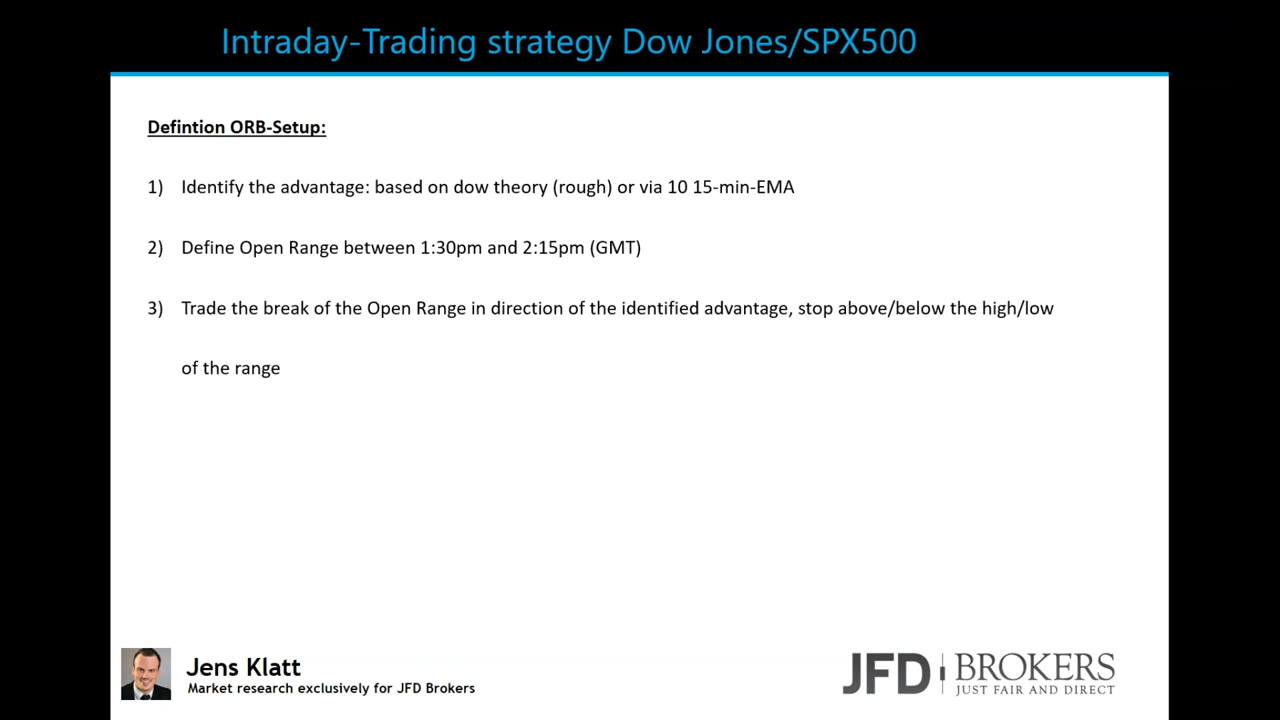 Intraday-Trading strategy Dow Jones/SPX500
Defintion ORB-Setup:
1) Identify the advantage: based on dow theory (rough) or via 10 15-min-EMA
2) Define Open Range between 1:30pm and 2:15pm (GMT)
3) Trade the break of the Open Range in direction of the identified advantage, stop above/below the high/low
of the range
Jens Klatt
Market research exclusively for JFD Brokers
JFD BROKERS
JUST FAIR AND DIRECT